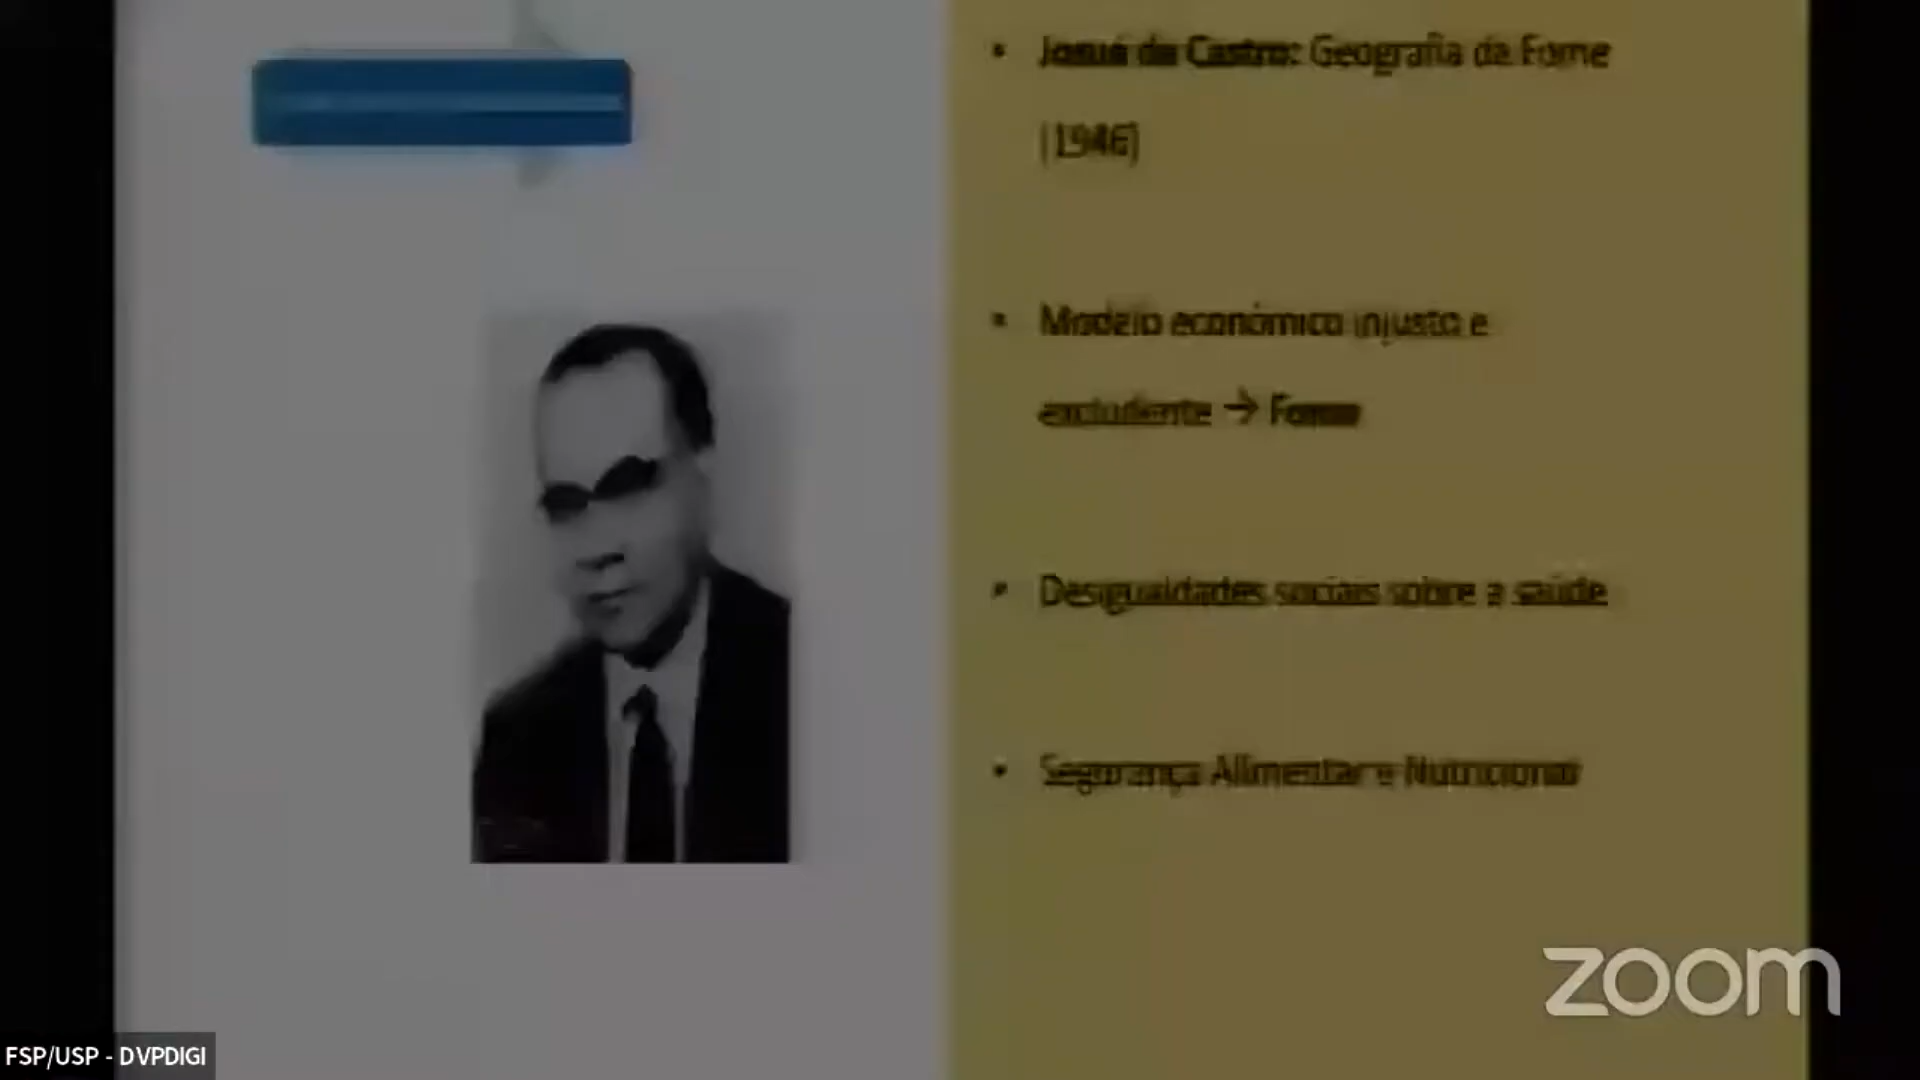 • Josué de Castro: Geografia da Fome
(1946)
• Modelo econômico injusto e
excludente → Fome
• Desigualdades sociais sobre a saúde
• Segurança Alimentar e Nutricional
zoom
FSP/USP - DVPDIGI